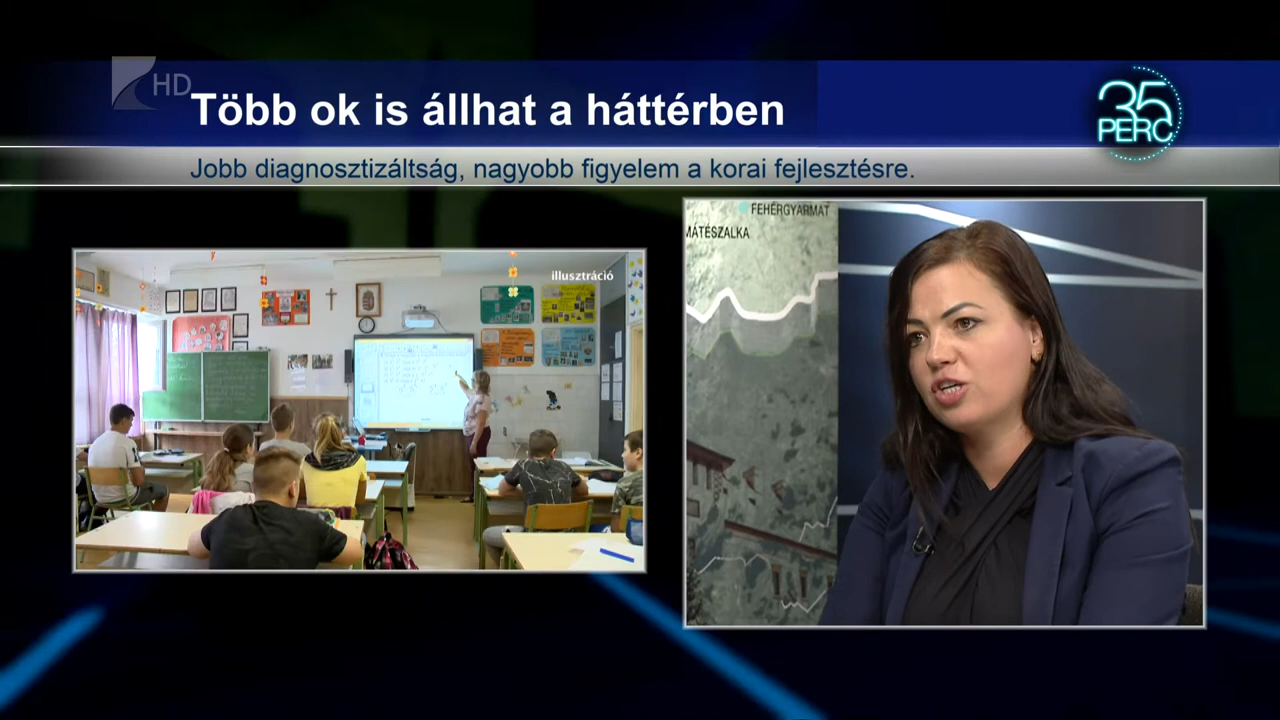 HD
Több ok is állhat a háttérben
35
PERC
Jobb diagnosztizáltság, nagyobb figyelem a korai fejlesztésre.
illusztráció
FEHÉRGYARMAT
MÁTÉSZALKA